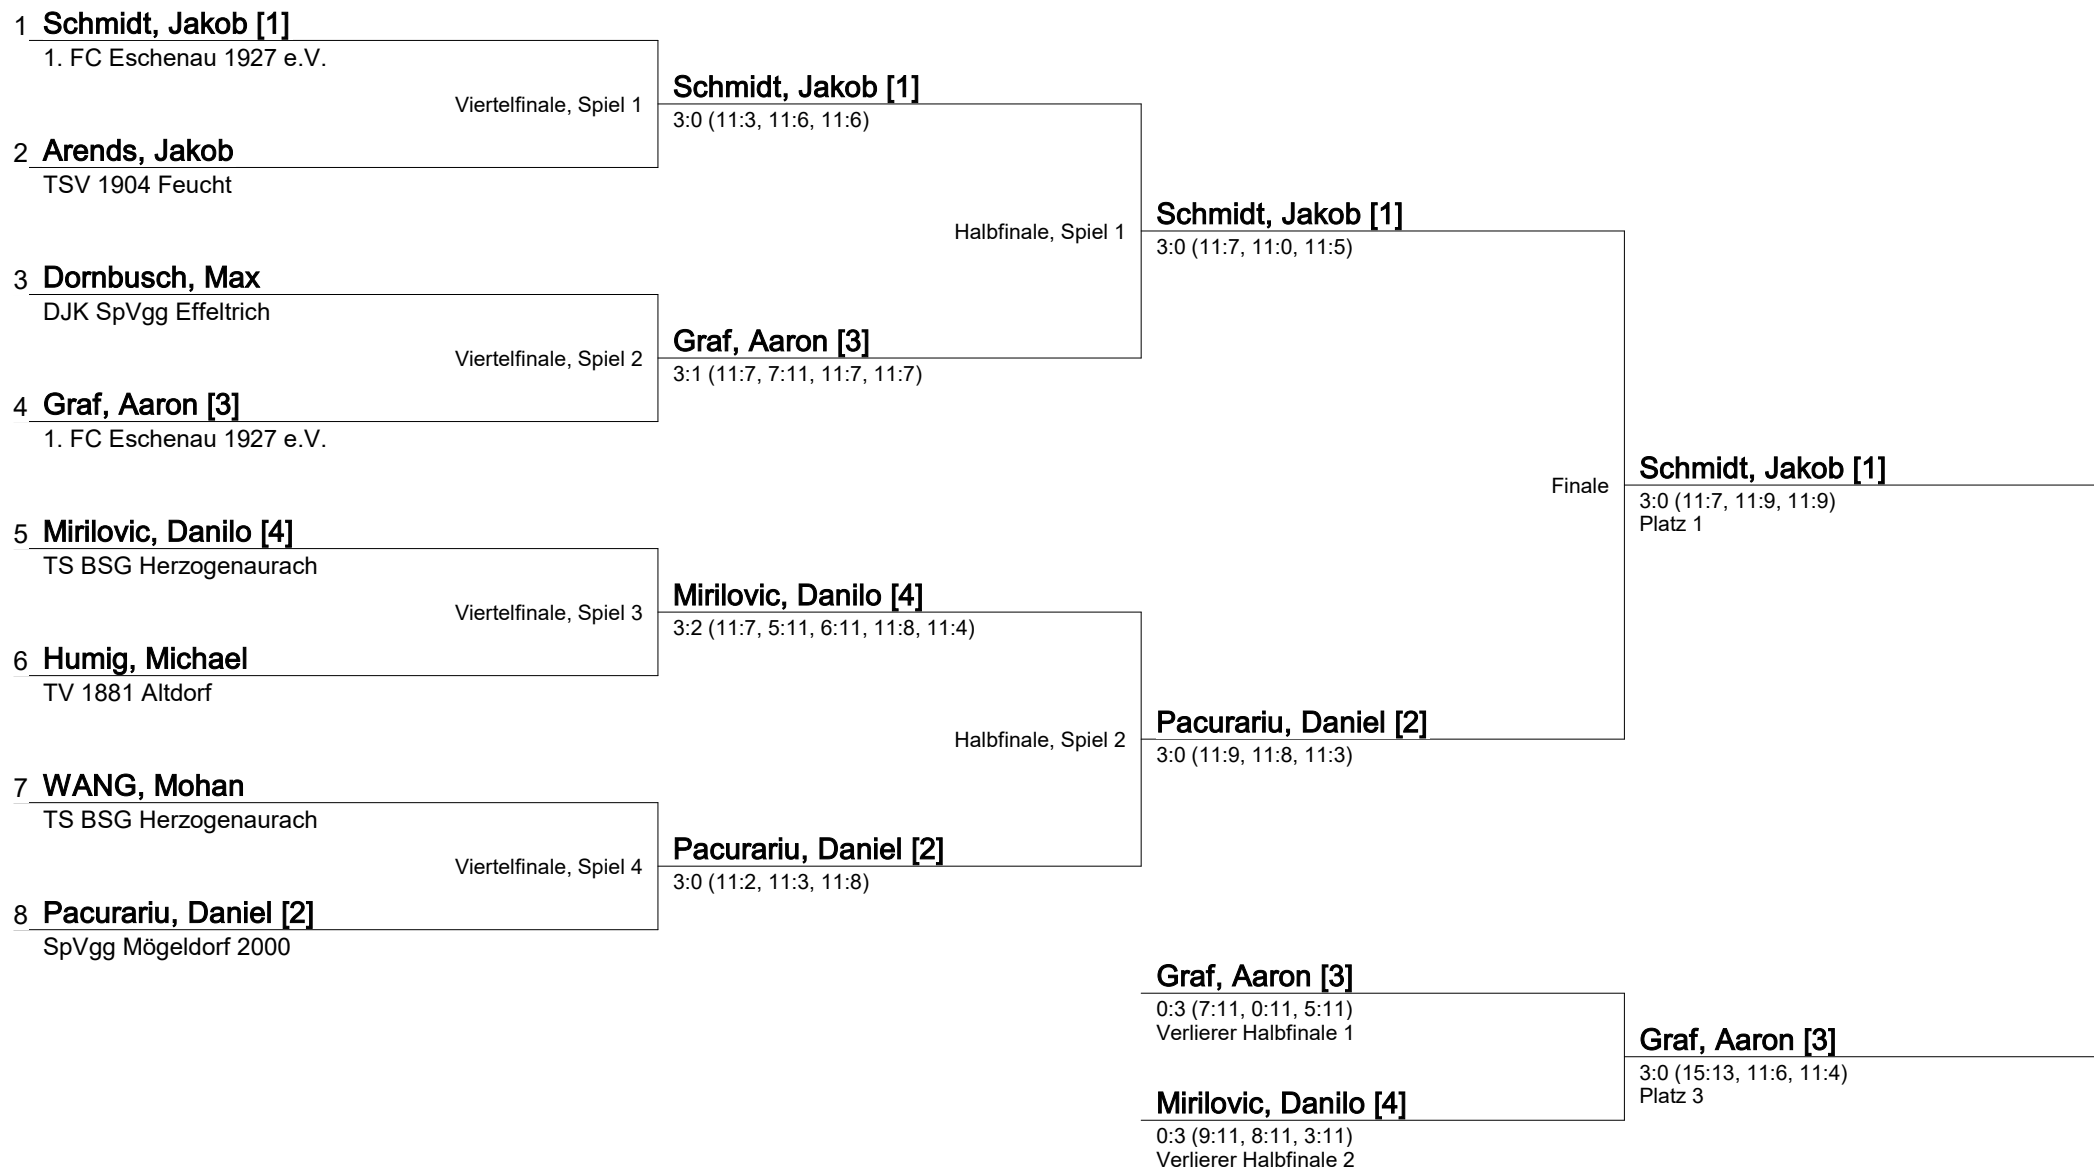 1 Schmidt, Jakob [1]
1. FC Eschenau 1927 e.V.
Viertelfinale, Spiel 1
Schmidt, Jakob [1]
3:0 (11:3, 11:6, 11:6)
2 Arends, Jakob
TSV 1904 Feucht
Halbfinale, Spiel 1
Schmidt, Jakob [1]
3:0 (11:7, 11:0, 11:5)
3 Dornbusch, Max
DJK SpVgg Effeltrich
Viertelfinale, Spiel 2
Graf, Aaron [3]
3:1 (11:7, 7:11, 11:7, 11:7)
4 Graf, Aaron [3]
1. FC Eschenau 1927 e.V.
Finale
Schmidt, Jakob [1]
3:0 (11:7, 11:9, 11:9)
Platz 1
5 Mirilovic, Danilo [4]
TS BSG Herzogenaurach
Viertelfinale, Spiel 3
Mirilovic, Danilo [4]
3:2 (11:7, 5:11, 6:11, 11:8, 11:4)
6 Humig, Michael
TV 1881 Altdorf
Halbfinale, Spiel 2
Pacurariu, Daniel [2]
3:0 (11:9, 11:8, 11:3)
7 WANG, Mohan
TS BSG Herzogenaurach
Viertelfinale, Spiel 4
Pacurariu, Daniel [2]
3:0 (11:2, 11:3, 11:8)
8 Pacurariu, Daniel [2]
SpVgg Mögeldorf 2000
Graf, Aaron [3]
0:3 (7:11, 0:11, 5:11)
Verlierer Halbfinale 1
Graf, Aaron [3]
3:0 (15:13, 11:6, 11:4)
Platz 3
Mirilovic, Danilo [4]
0:3 (9:11, 8:11, 3:11)
Verlierer Halbfinale 2